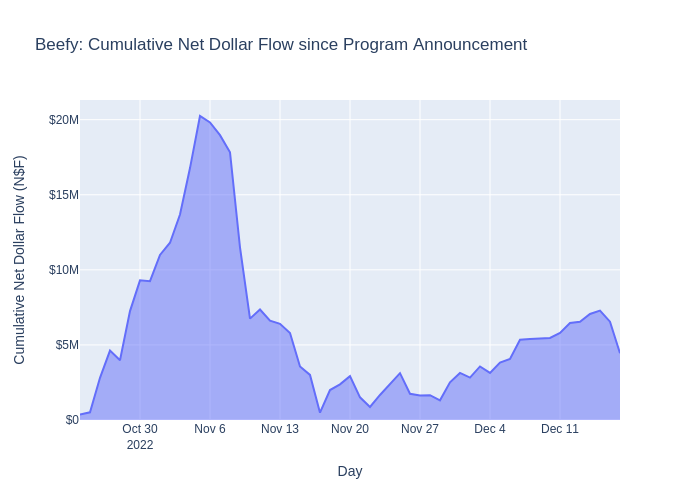 Beefy: Cumulative Net Dollar Flow since Program Announcement
Cumulative Net Dollar Flow (N$F)
$20M
$15M
$10M
$5M
$0
Oct 30
2022
Nov 6
Nov 13
Nov 20
Nov 27
Dec 4
Dec 11
Day